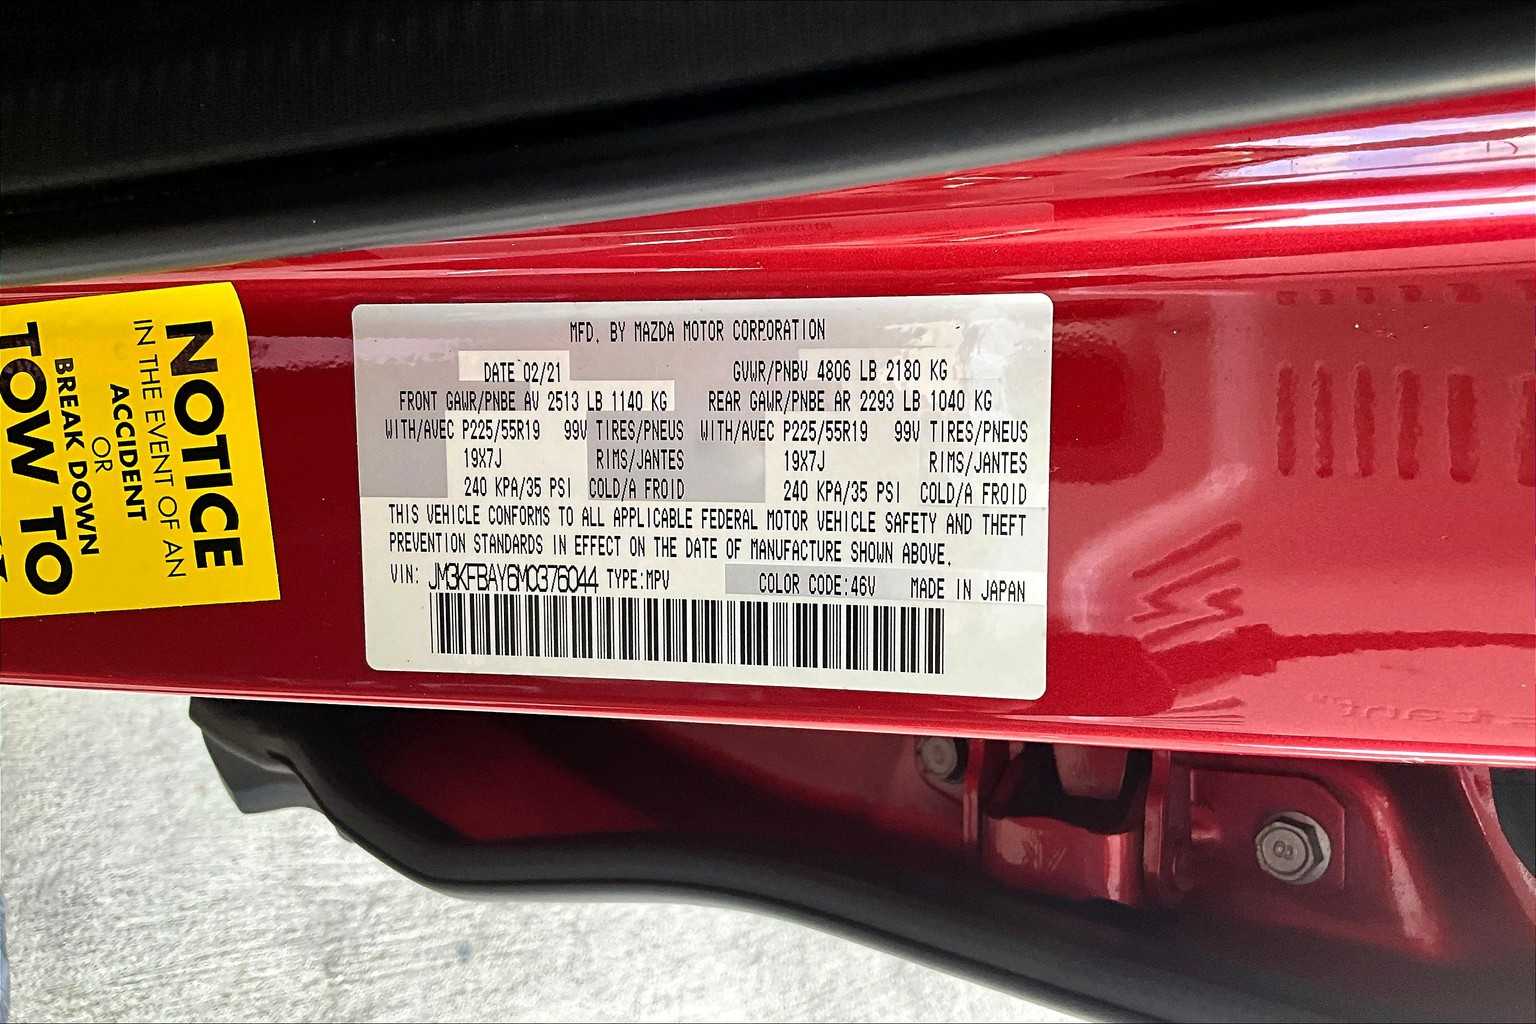 MFD. BY MAZDA MOTOR CORPORATION
DATE 02/21 GVWR/PNBV 4806 LB 2180 KG
FRONT GAWR/PNBE AV 2513 LB 1140 KG REAR GAWR/PNBE AR 2293 LB 1040 KG
WITH/AVEC P225/55R19 99V TIRES/PNEUS WITH/AVEC P225/55R19 99V TIRES/PNEUS
19X7J RIMS/JANTES 19X7J RIMS/JANTES
240 KPA/35 PSI COLD/A FROID 240 KPA/35 PSI COLD/A FROID
THIS VEHICLE CONFORMS TO ALL APPLICABLE FEDERAL MOTOR VEHICLE SAFETY AND THEFT
PREVENTION STANDARDS IN EFFECT ON THE DATE OF MANUFACTURE SHOWN ABOVE.
VIN: JM3KFBAY6M0376044 TYPE:MPV COLOR CODE:46V MADE IN JAPAN
NOTICE
IN THE EVENT OF AN
ACCIDENT
OR
BREAK DOWN
TOW TO
8